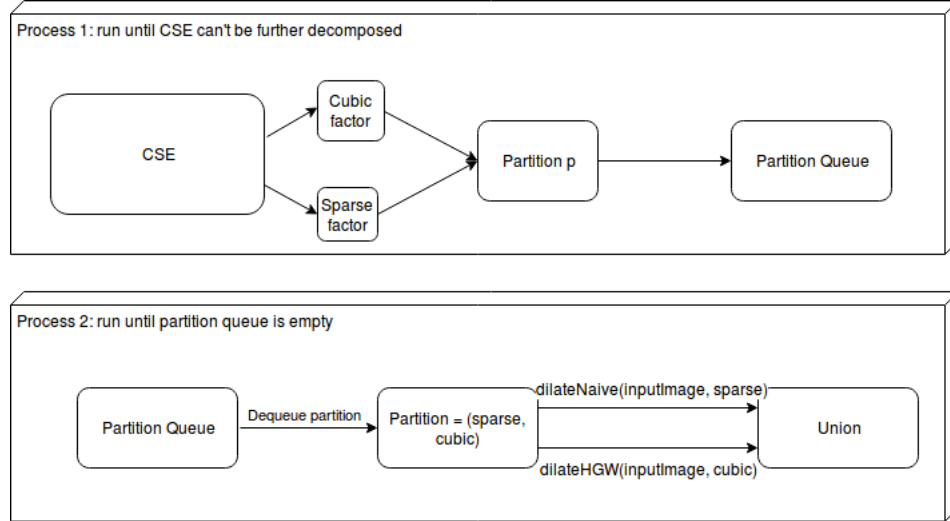 Process 1: run until CSE can't be further decomposed
Cubic
factor
CSE
Partition p
Partition Queue
Sparse
factor
Process 2: run until partition queue is empty
dilateNaive(inputImage, sparse)
Partition Queue
Dequeue partition
Partition = (sparse,
cubic)
Union
dilateHGW(inputImage, cubic)